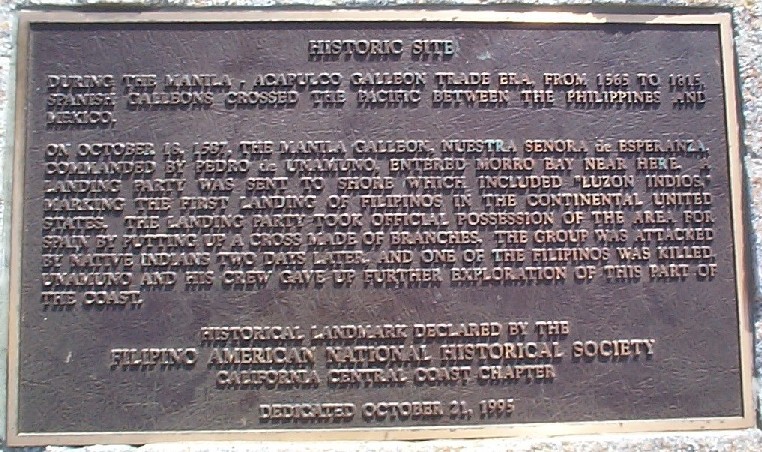 HISTORIC SITE
DURING THE MANILA - ACAPULCO GALLEON TRADE ERA, FROM 1565 TO 1815,
SPANISH GALLEONS CROSSED THE PACIFIC BETWEEN THE PHILIPPINES AND
MEXICO.
ON OCTOBER 18, 1587, THE MANILA GALLEON, NUESTRA SENORA de ESPERANZA,
COMMANDED BY PEDRO de UNAMUNO, ENTERED MORRO BAY NEAR HERE. A
LANDING PARTY WAS SENT TO SHORE WHICH INCLUDED "LUZON INDIOS,"
MARKING THE FIRST LANDING OF FILIPINOS IN THE CONTINENTAL UNITED
STATES. THE LANDING PARTY TOOK OFFICIAL POSSESSION OF THE AREA FOR
SPAIN BY PUTTING UP A CROSS MADE OF BRANCHES. THE GROUP WAS ATTACKED
BY NATIVE INDIANS TWO DAYS LATER, AND ONE OF THE FILIPINOS WAS KILLED.
UNAMUNO AND HIS CREW GAVE UP FURTHER EXPLORATION OF THIS PART OF
THE COAST.
HISTORICAL LANDMARK DECLARED BY THE
FILIPINO AMERICAN NATIONAL HISTORICAL SOCIETY
CALIFORNIA CENTRAL COAST CHAPTER
DEDICATED OCTOBER 21, 1995